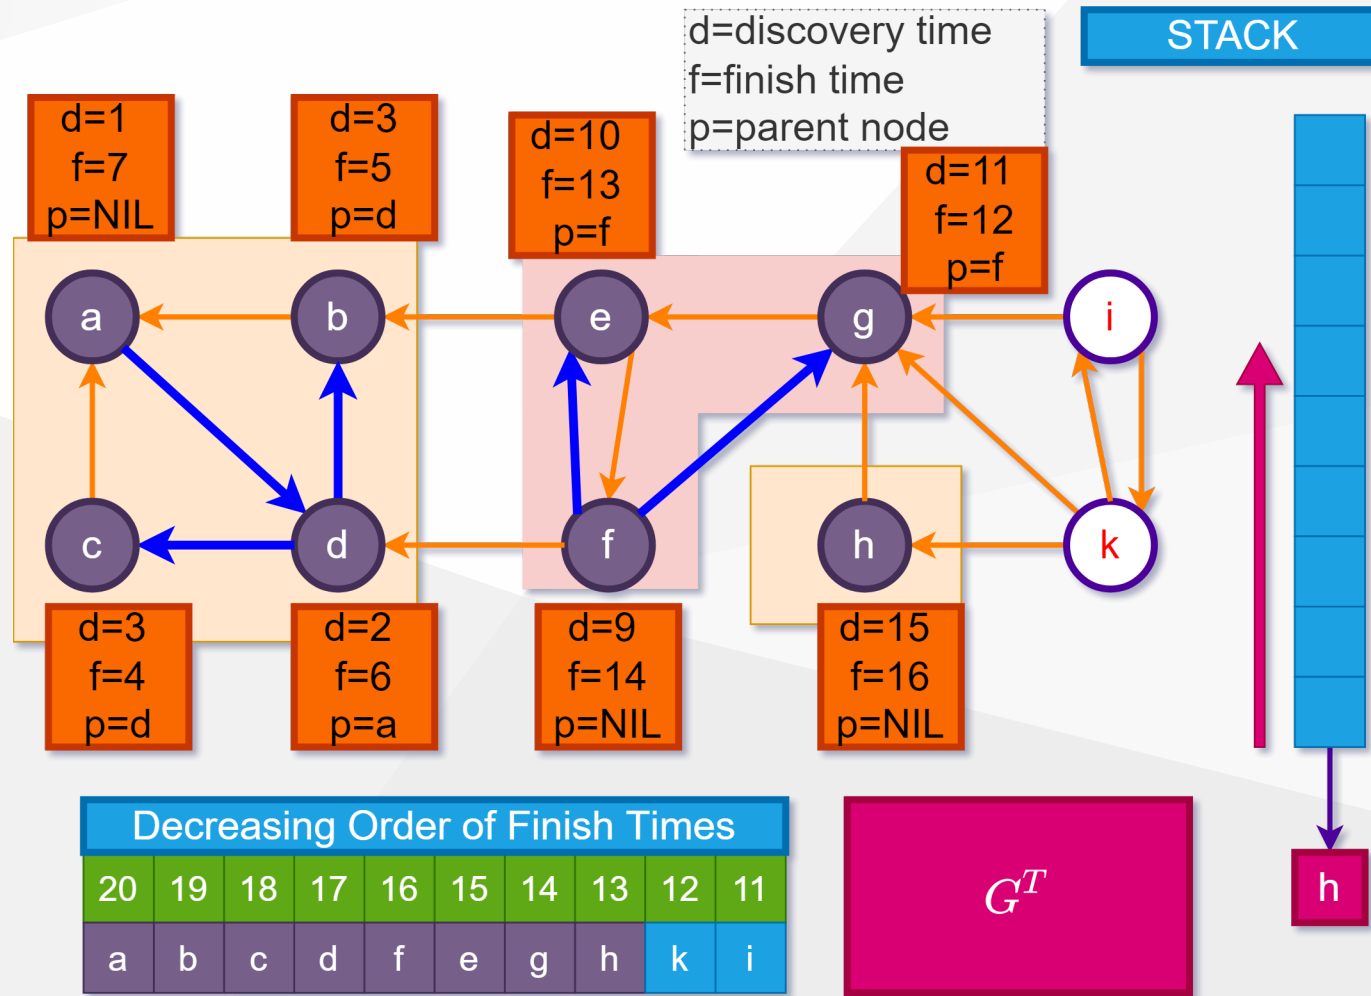 d=discovery time
f=finish time
p=parent node
STACK
d=1
f=7
p=NIL
d=3
f=5
p=d
d=10
f=13
p=f
d=11
f=12
p=f
a
b
e
g
i
c
d
f
h
k
d=3
f=4
p=d
d=2
f=6
p=a
d=9
f=14
p=NIL
d=15
f=16
p=NIL
Decreasing Order of Finish Times
20 19 18 17 16 15 14 13 12 11
a b c d f e g h k i
G^T
h